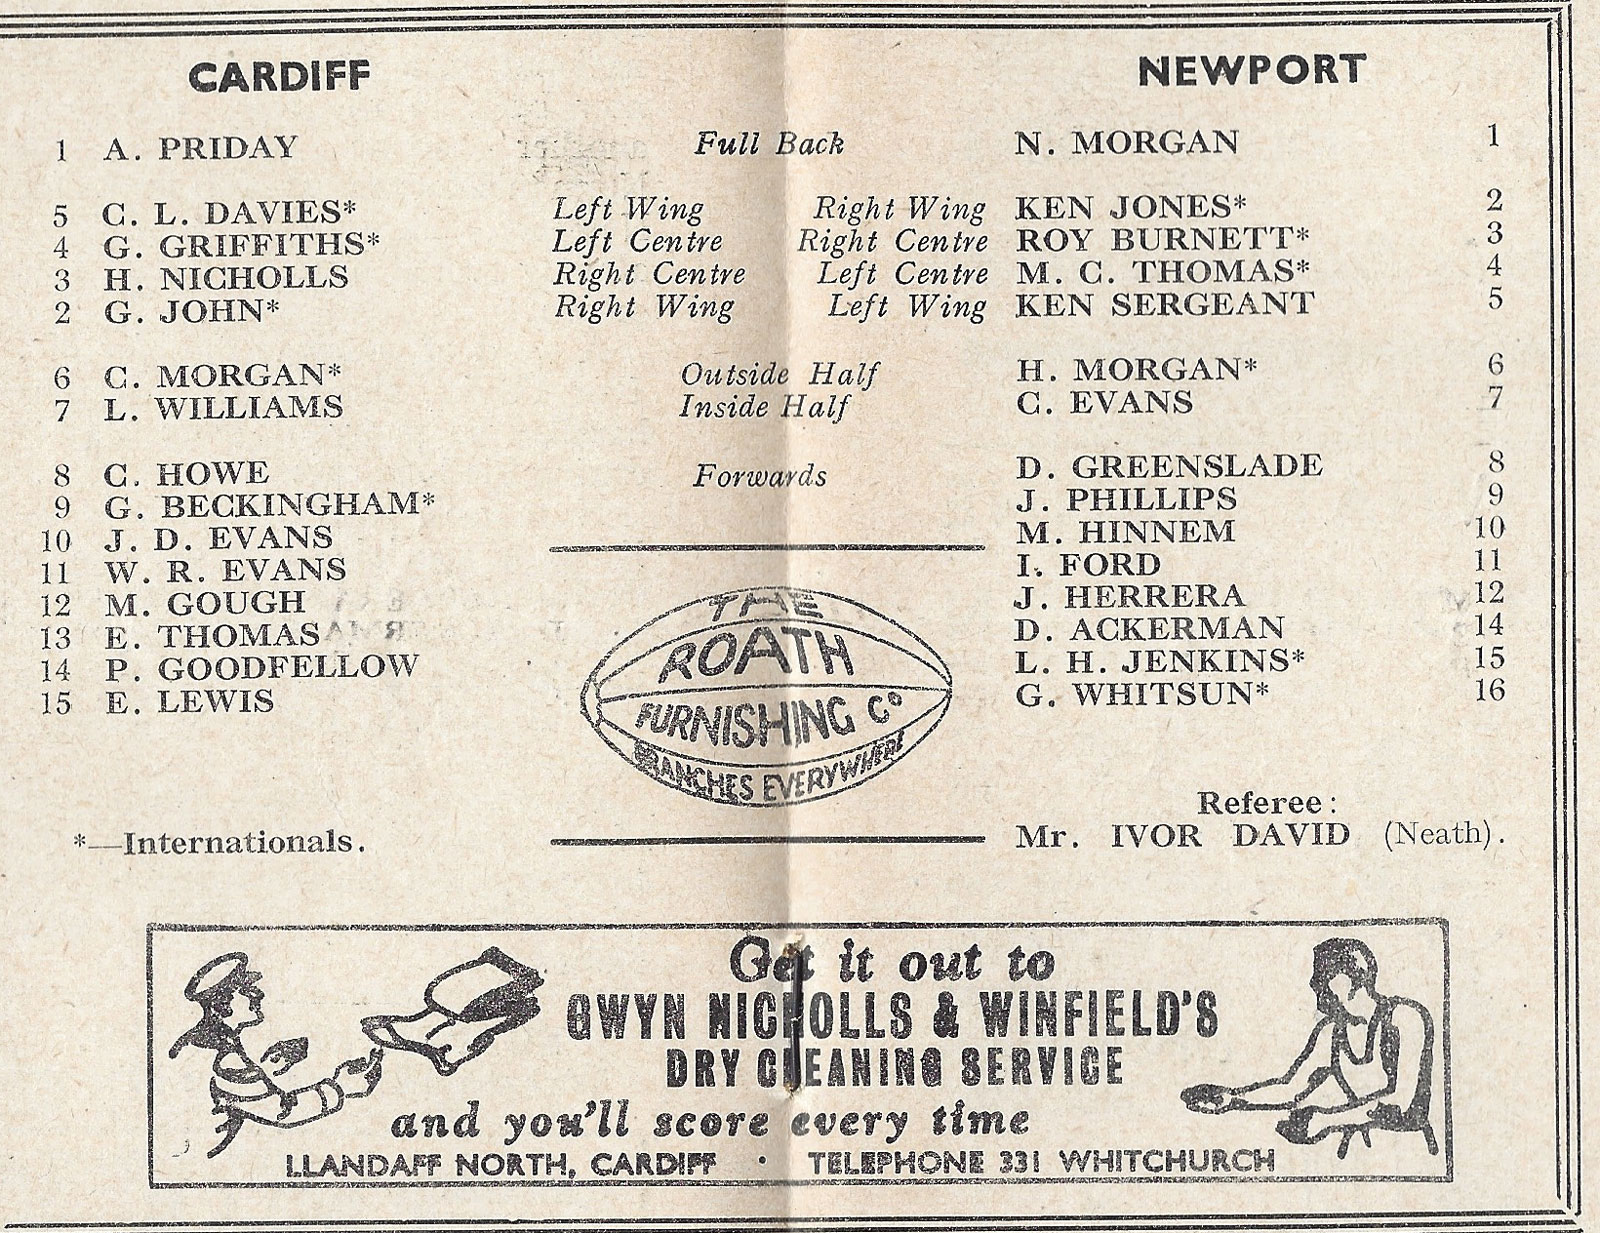 CARDIFF NEWPORT
1 A. PRIDAY Full Back N. MORGAN 1
5 C. L. DAVIES* Left Wing Right Wing KEN JONES* 2
4 G. GRIFFITHS* Left Centre Right Centre ROY BURNETT* 3
3 H. NICHOLLS Right Centre Left Centre M. C. THOMAS* 4
2 G. JOHN* Right Wing Left Wing KEN SERGEANT 5
6 C. MORGAN* Outside Half H. MORGAN* 6
7 L. WILLIAMS Inside Half C. EVANS 7
8 C. HOWE Forwards D. GREENSLADE 8
9 G. BECKINGHAM* J. PHILLIPS 9
10 J. D. EVANS M. HINNEM 10
11 W. R. EVANS I. FORD 11
12 M. GOUGH J. HERRERA 12
13 E. THOMAS D. ACKERMAN 14
14 P. GOODFELLOW L. H. JENKINS* 15
15 E. LEWIS G. WHITSUN* 16
THE
ROATH
FURNISHING Co
BRANCHES EVERYWHERE
Referee:
*—Internationals. Mr. IVOR DAVID (Neath).
Get it out to
GWYN NICHOLLS & WINFIELD'S
DRY CLEANING SERVICE
and you'll score every time
LLANDAFF NORTH, CARDIFF · TELEPHONE 331 WHITCHURCH